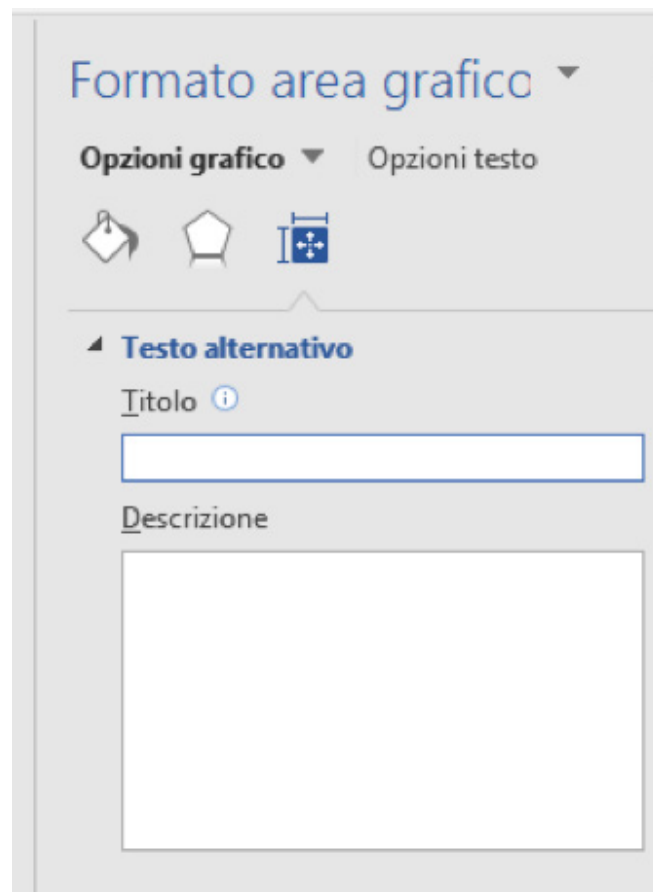 Formato area grafico
Opzioni grafico Opzioni testo
Testo alternativo
Titolo
Descrizione